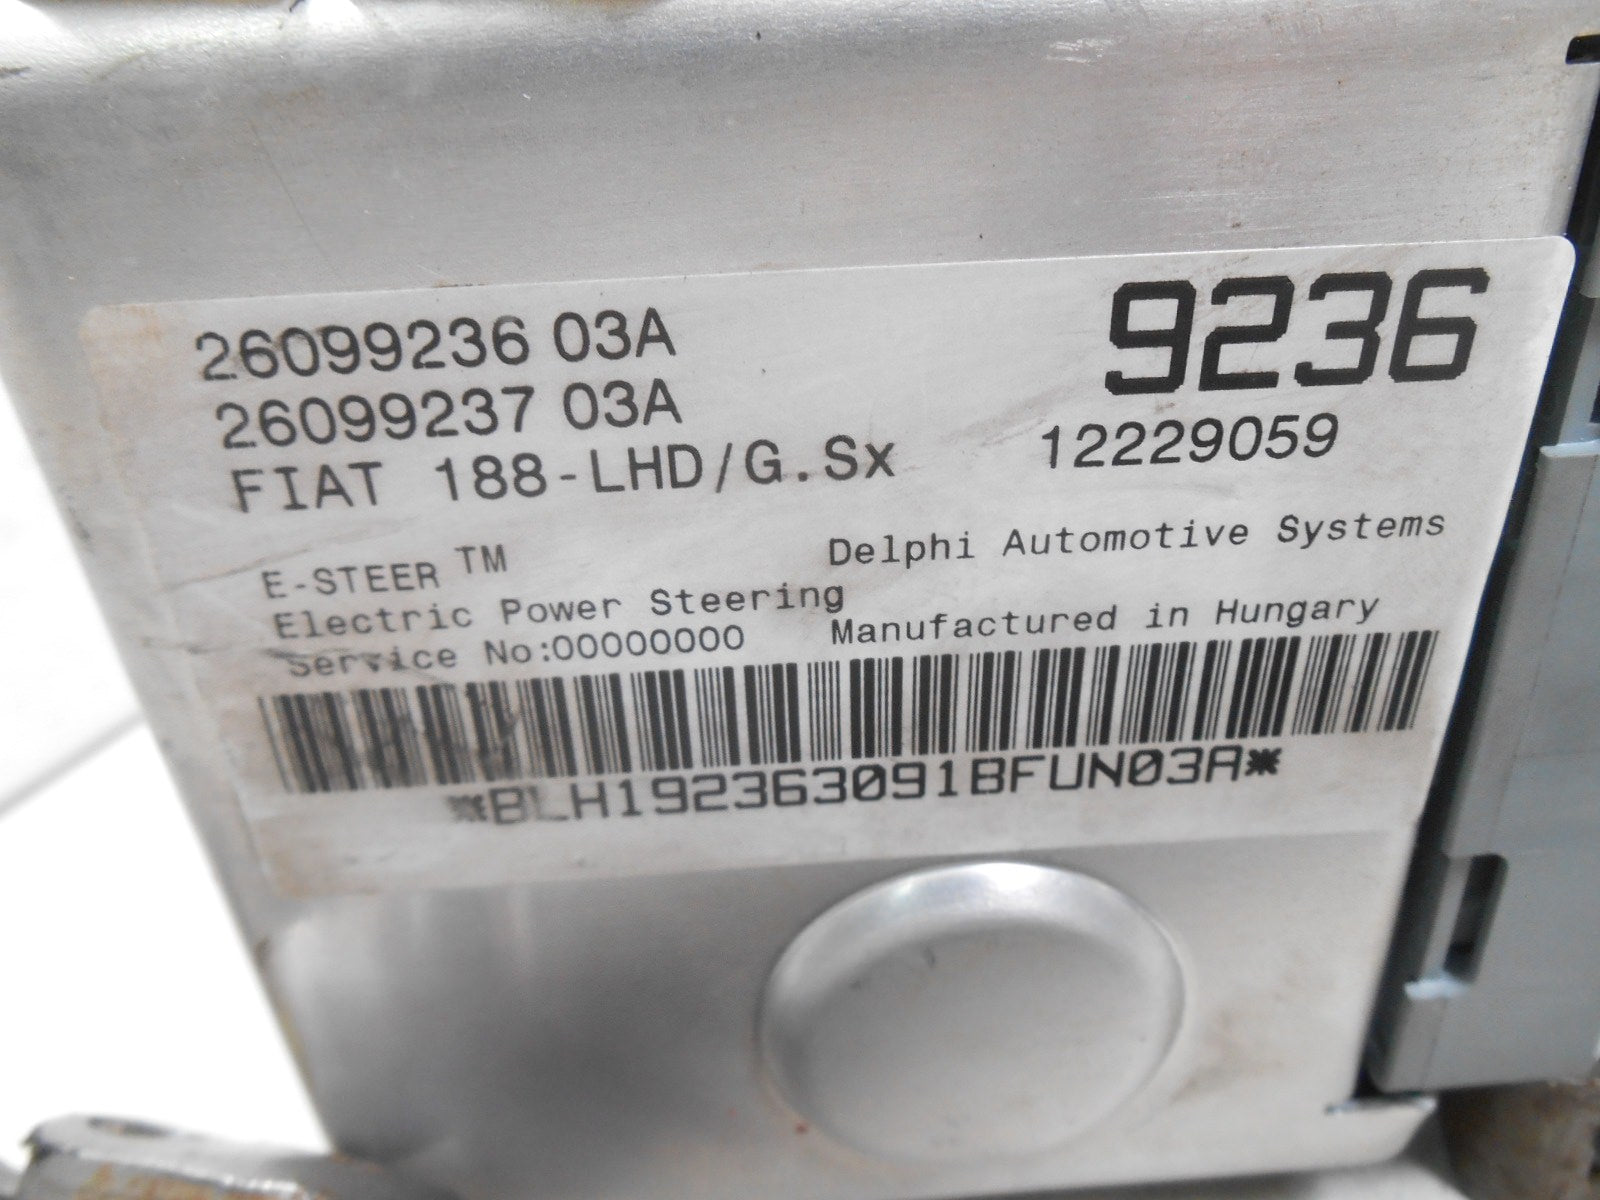 26099236 03A
9236
26099237 03A
FIAT 188-LHD/G.Sx
12229059
E-STEER TM
Delphi Automotive Systems
Electric Power Steering
Service No:00000000
Manufactured in Hungary
*BLH192363091BFUN03A*